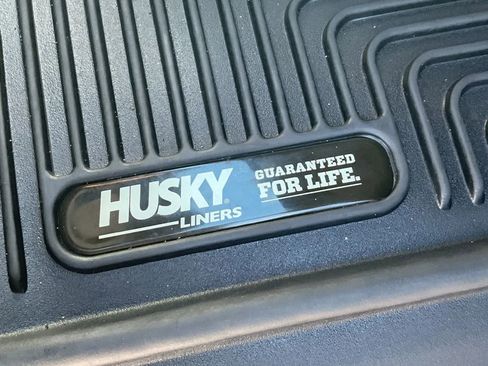 HUSKY®
LINERS
GUARANTEED
FOR LIFE.